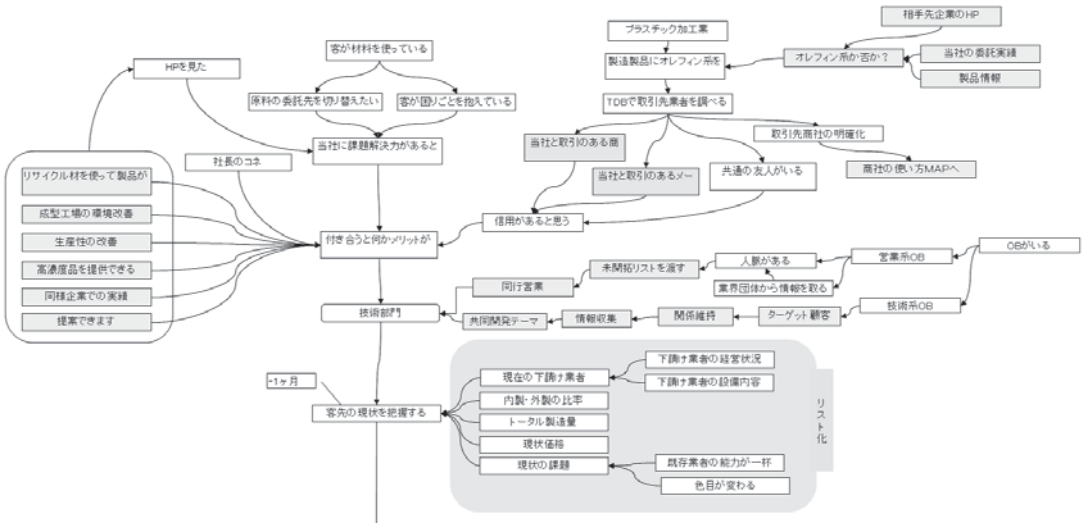 相手先企業のHP
プラスチック加工業
客が材料を使っている
当社の委託実績
オレフィン系か否か？
HPを見た
製造製品にオレフィン系を
製品情報
原料の委託先を切り替えたい
客が困りごとを抱えている
TDBで取引先業者を調べる
取引先商社の明確化
当社に課題解決力があると
当社と取引のある商
社長のコネ
共通の友人がいる
商社の使い方MAPへ
リサイクル材を使って製品が
当社と取引のあるメー
成型工場の環境改善
信用があると思う
生産性の改善
付き合うと何かメリットが
OBがいる
高濃度品を提供できる
未開拓リストを渡す
人脈がある
営業系OB
同行営業
業界団体から情報を取る
同様企業での実績
技術系OB
提案できます
技術部門
共同開発テーマ
情報収集
関係維持
ターゲット顧客
下請け業者の経営状況
-1ヶ月
現在の下請け業者
下請け業者の設備内容
内製・外製の比率
客先の現状を把握する
トータル製造量
リスト化
現状価格
現状の課題
既存業者の能力が一杯
色目が変わる